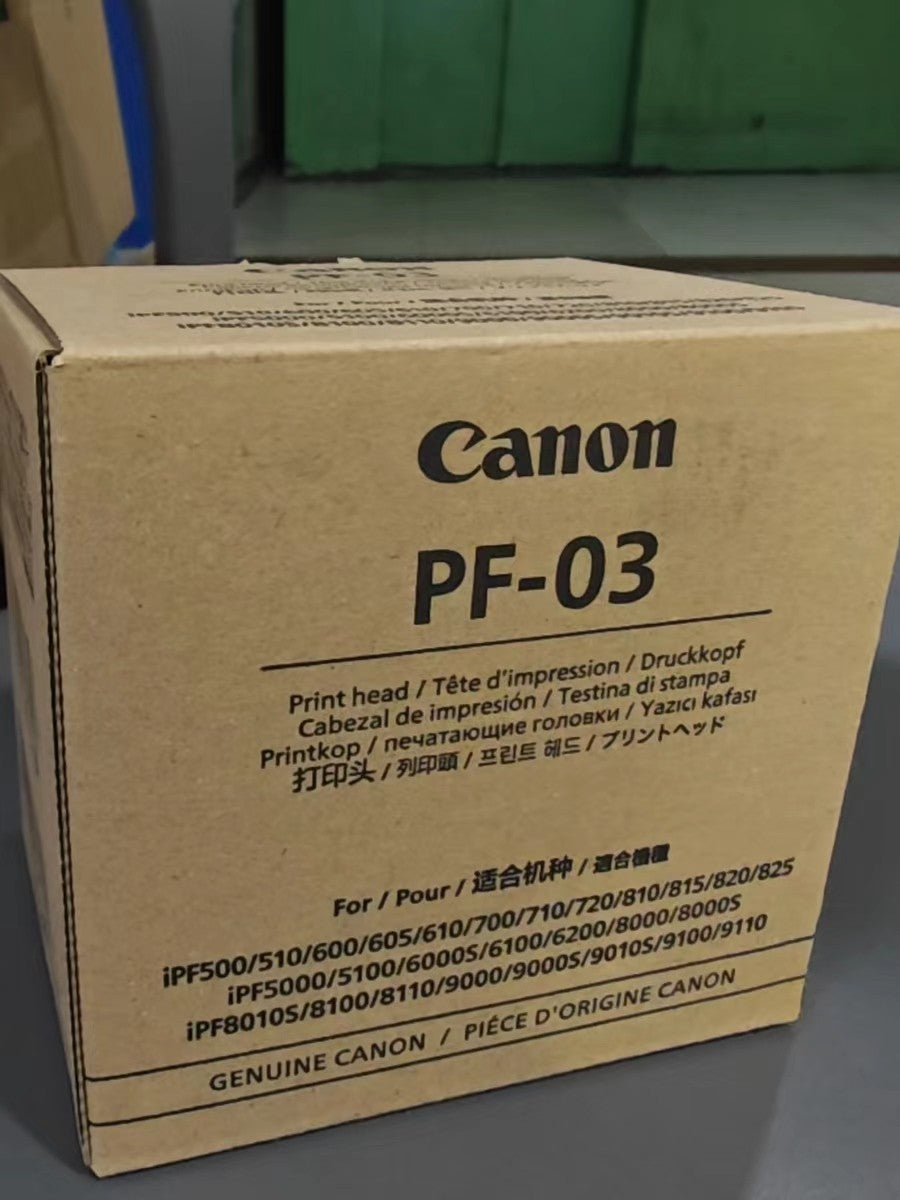 Canon
PF-03
Print head / Tête d'impression / Druckkopf
Cabezal de impresión / Testina di stampa
Printkop / печатающие головки / Yazıcı kafası
打印头 / 列印頭 / 프린트 헤드 / プリントヘッド
For / Pour / 适合机种 / 適合機種
iPF500/510/600/605/610/700/710/720/810/815/820/825
iPF5000/5100/6000S/6100/6200/8000/8000S
iPF8010S/8100/8110/9000/9000S/9010S/9100/9110
GENUINE CANON / PIÉCE D'ORIGINE CANON